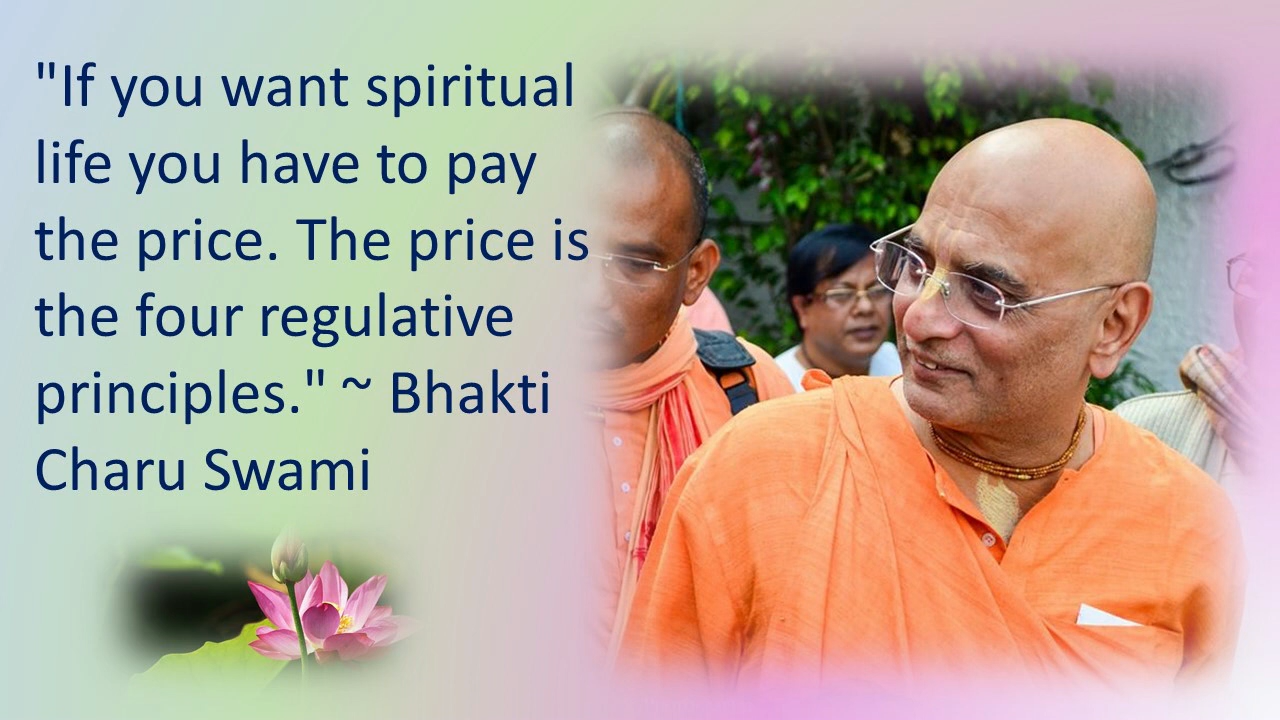 "If you want spiritual
life you have to pay
the price. The price is
the four regulative
principles." ~ Bhakti
Charu Swami